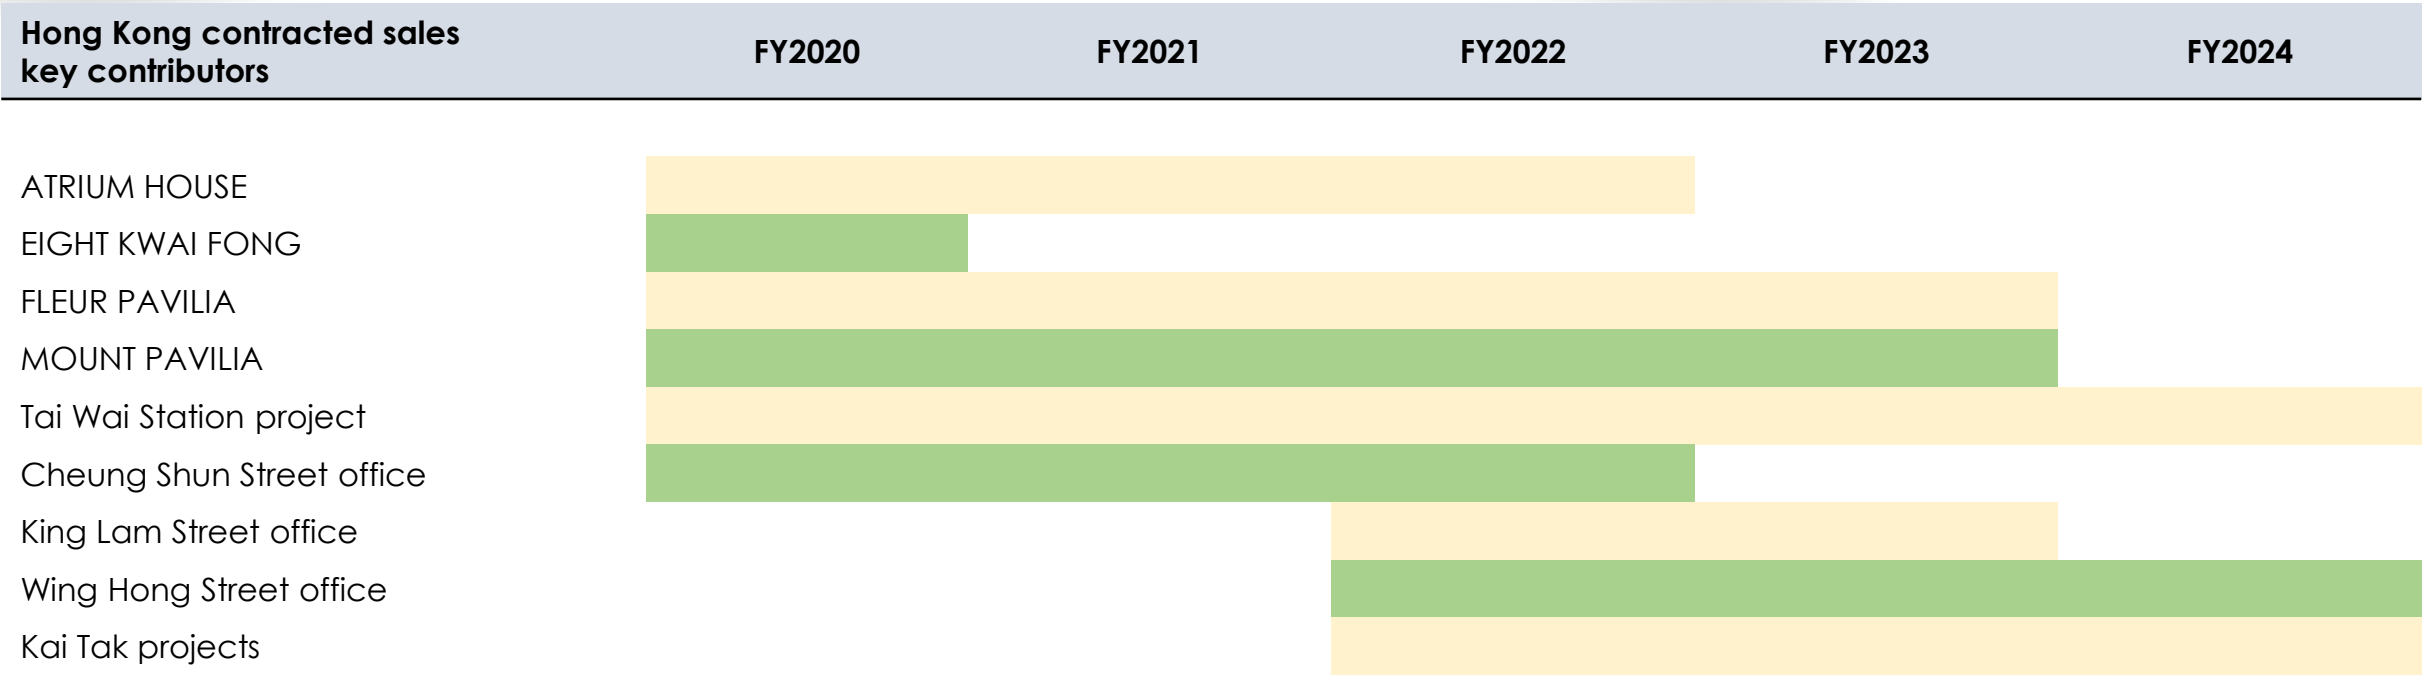 Hong Kong contracted sales
key contributors
FY2020 FY2021 FY2022 FY2023 FY2024
ATRIUM HOUSE
EIGHT KWAI FONG
FLEUR PAVILIA
MOUNT PAVILIA
Tai Wai Station project
Cheung Shun Street office
King Lam Street office
Wing Hong Street office
Kai Tak projects